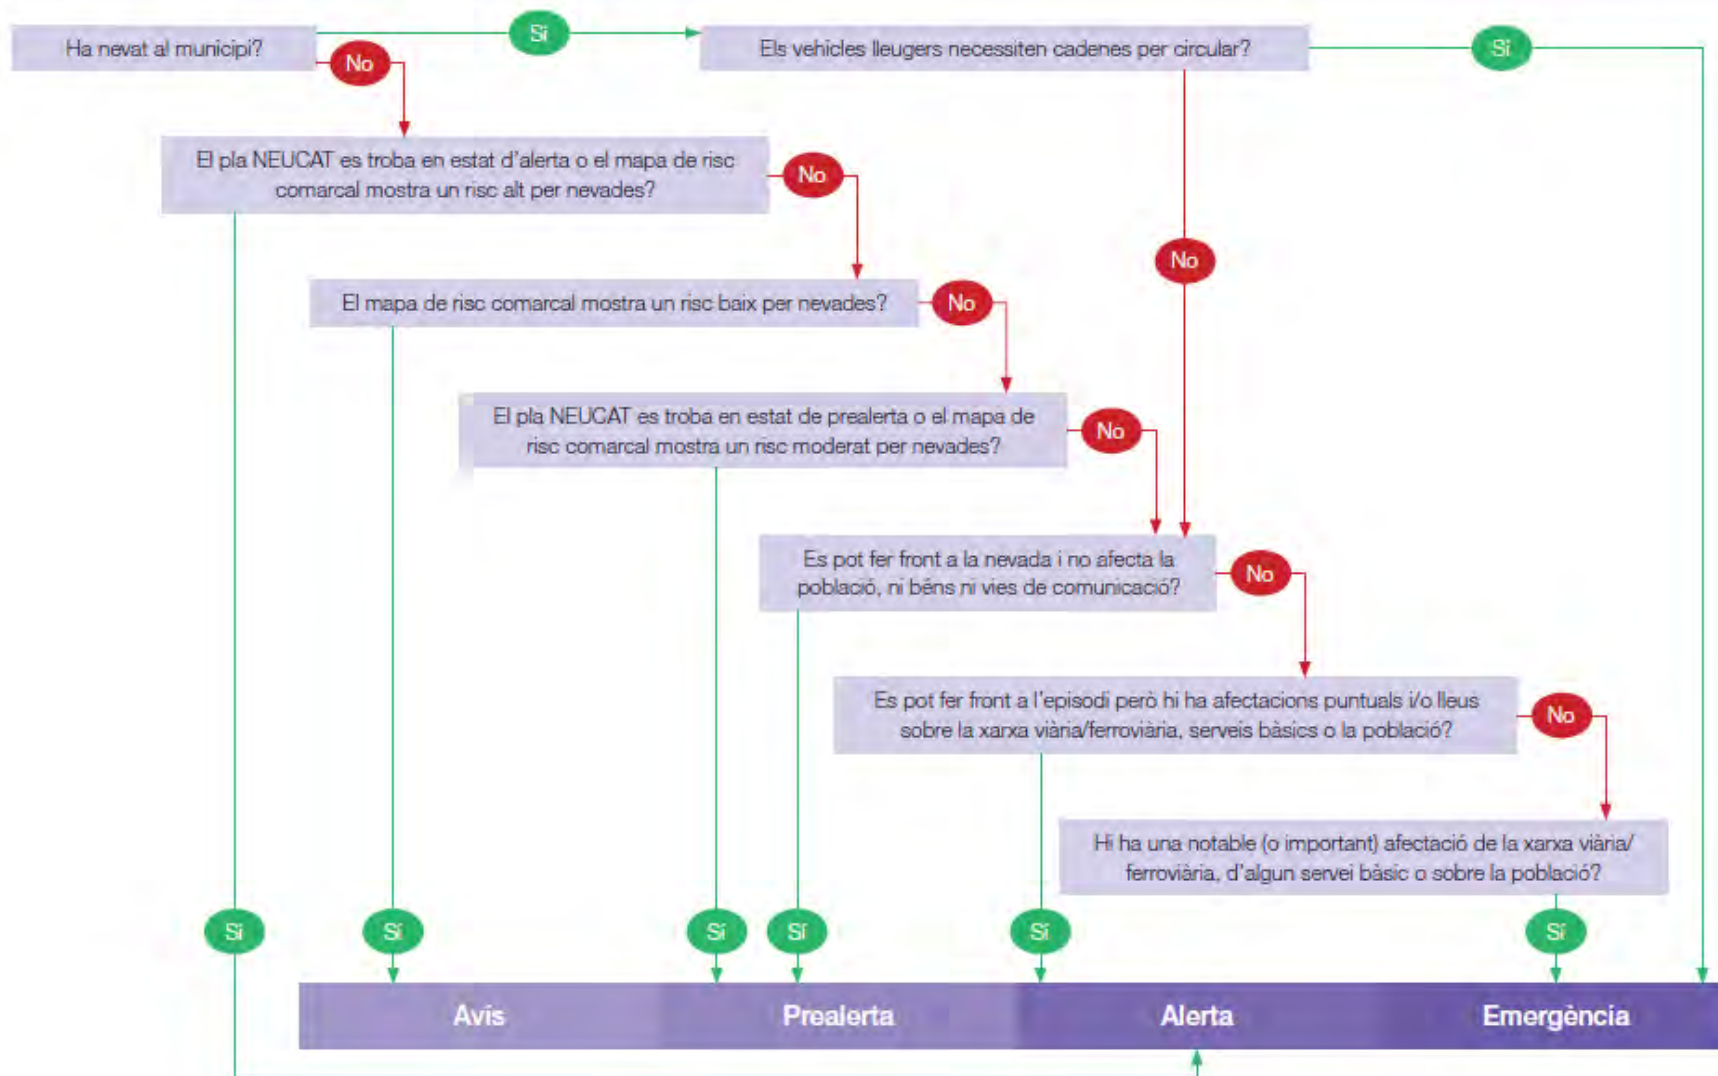 Ha nevat al municipi?
Sí
Els vehicles lleugers necessiten cadenes per circular?
Sí
No
El pla NEUCAT es troba en estat d'alerta o el mapa de risc
comarcal mostra un risc alt per nevades?
No
No
El mapa de risc comarcal mostra un risc baix per nevades?
No
El pla NEUCAT es troba en estat de prealerta o el mapa de
risc comarcal mostra un risc moderat per nevades?
No
Es pot fer front a la nevada i no afecta la
població, ni béns ni vies de comunicació?
No
Es pot fer front a l'episodi però hi ha afectacions puntuals i/o lleus
sobre la xarxa viària/ferroviària, serveis bàsics o la població?
No
Hi ha una notable (o important) afectació de la xarxa viària/
ferroviària, d'algun servei bàsic o sobre la població?
Sí
Sí
Sí
Sí
Sí
Sí
Avís
Prealerta
Alerta
Emergència